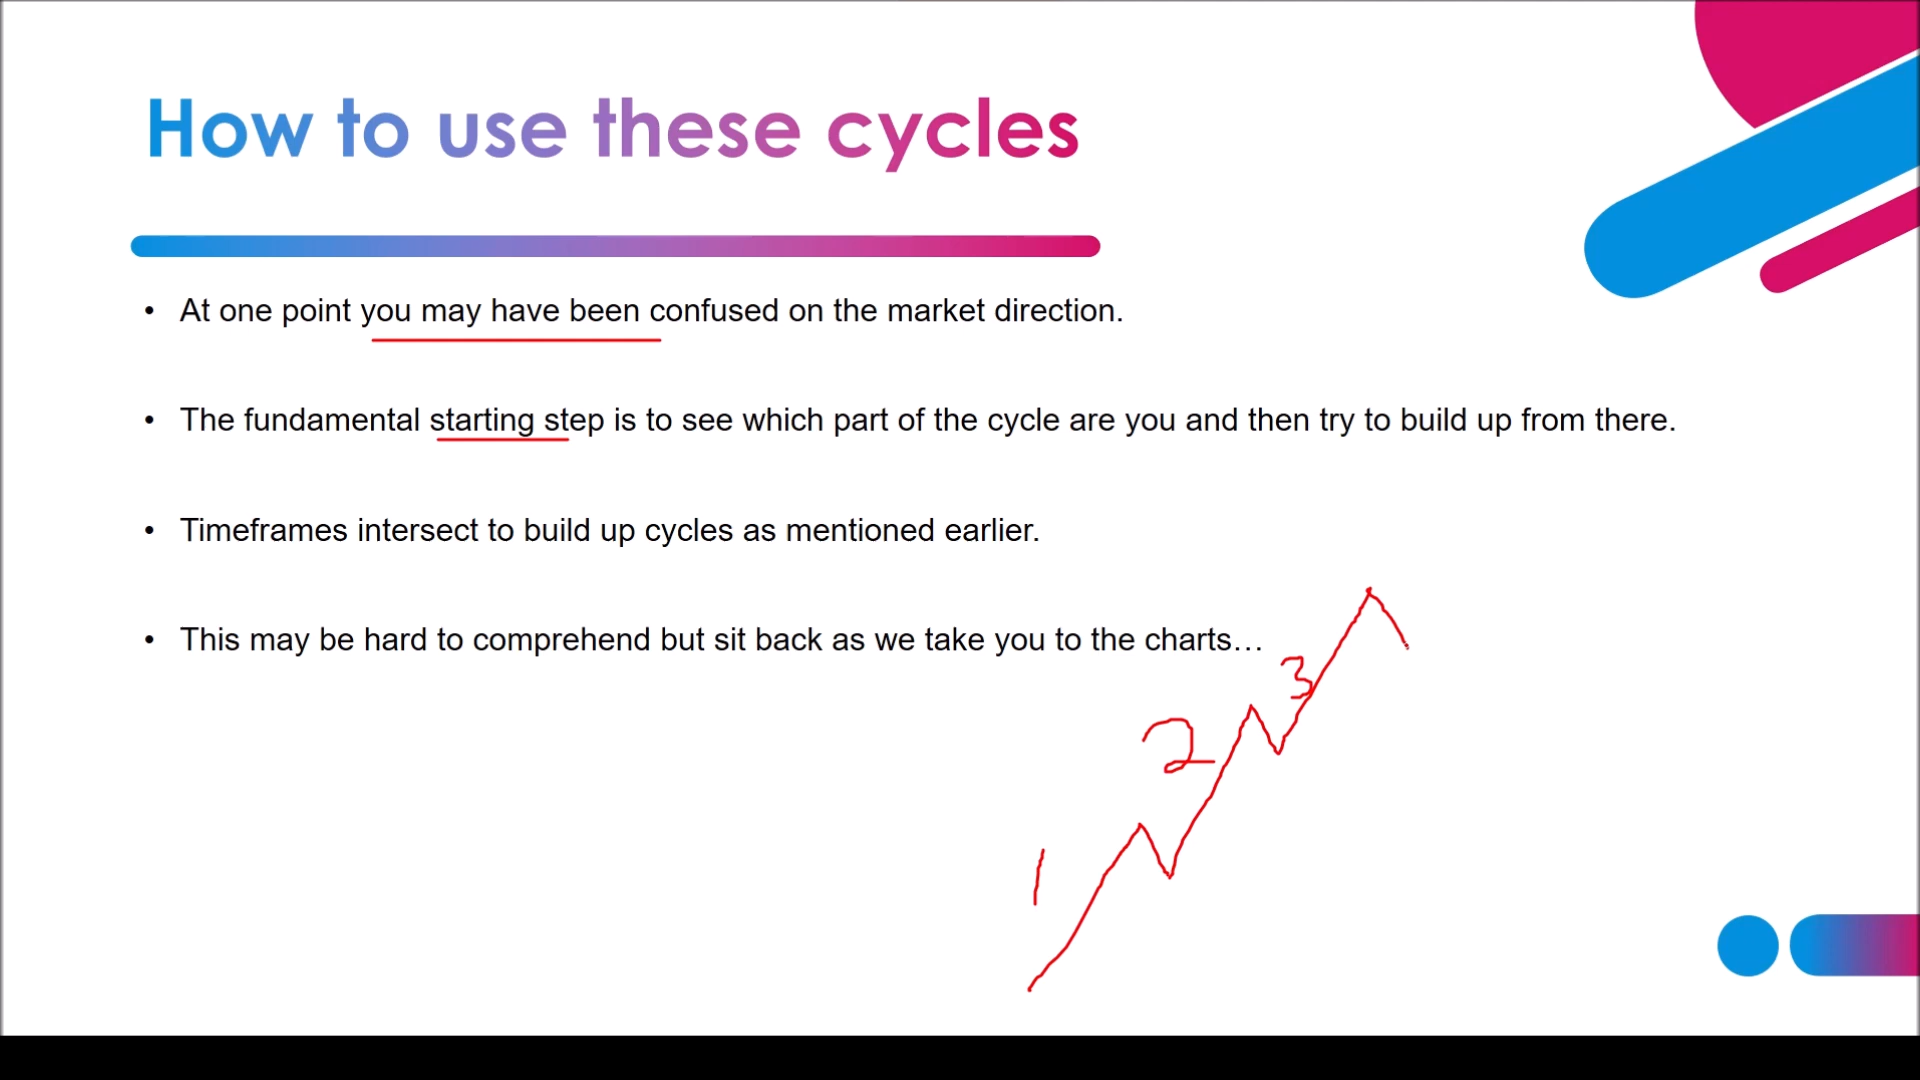 How to use these cycles
• At one point you may have been confused on the market direction.
• The fundamental starting step is to see which part of the cycle are you and then try to build up from there.
• Timeframes intersect to build up cycles as mentioned earlier.
• This may be hard to comprehend but sit back as we take you to the charts…
3
2
1